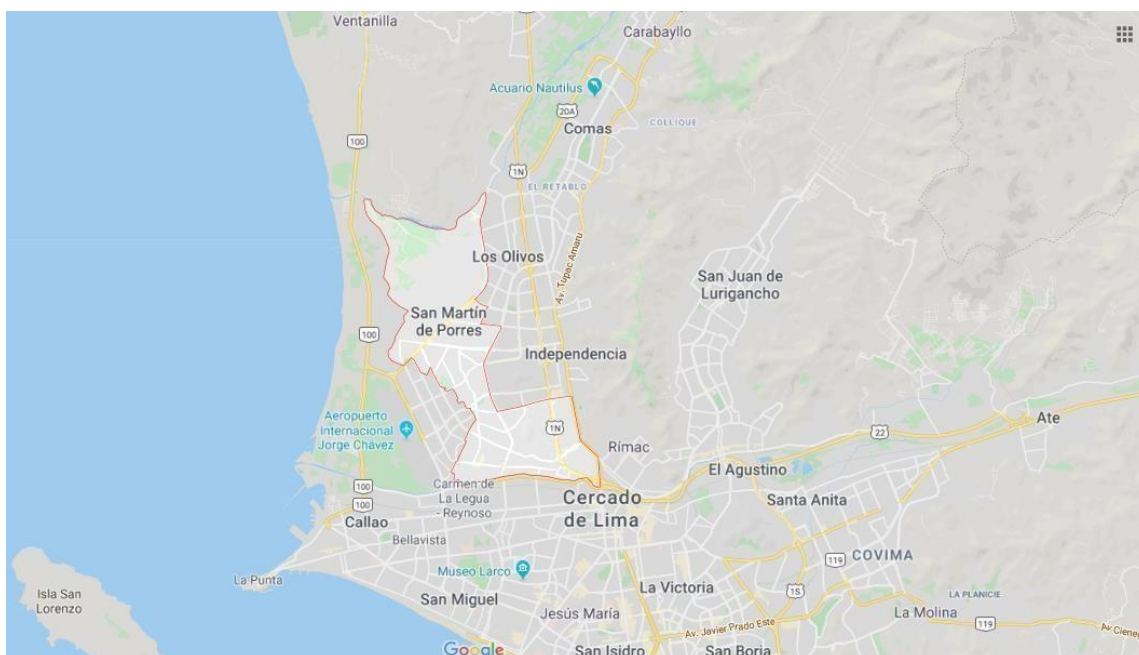 Ventanilla
Carabayllo
Acuario Nautilus
20A
Comas
COLLIQUE
100
1N
EL RETABLO
Av. Tupac Amaru
Los Olivos
San Juan de
Lurigancho
San Martín
de Porres
100
Independencia
Aeropuerto
Internacional
Jorge Chávez
1N
Rímac
22
Ate
El Agustino
100
Carmen de
La Legua
- Reynoso
Cercado
de Lima
Santa Anita
100
Callao
Bellavista
119
COVIMA
Museo Larco
La Punta
Isla San
Lorenzo
La Victoria
1S
San Miguel
Jesús María
LA PLANICIE
La Molina
119
Av. Javier Prado Este
Av Cieneg
Google
San Isidro
San Borja